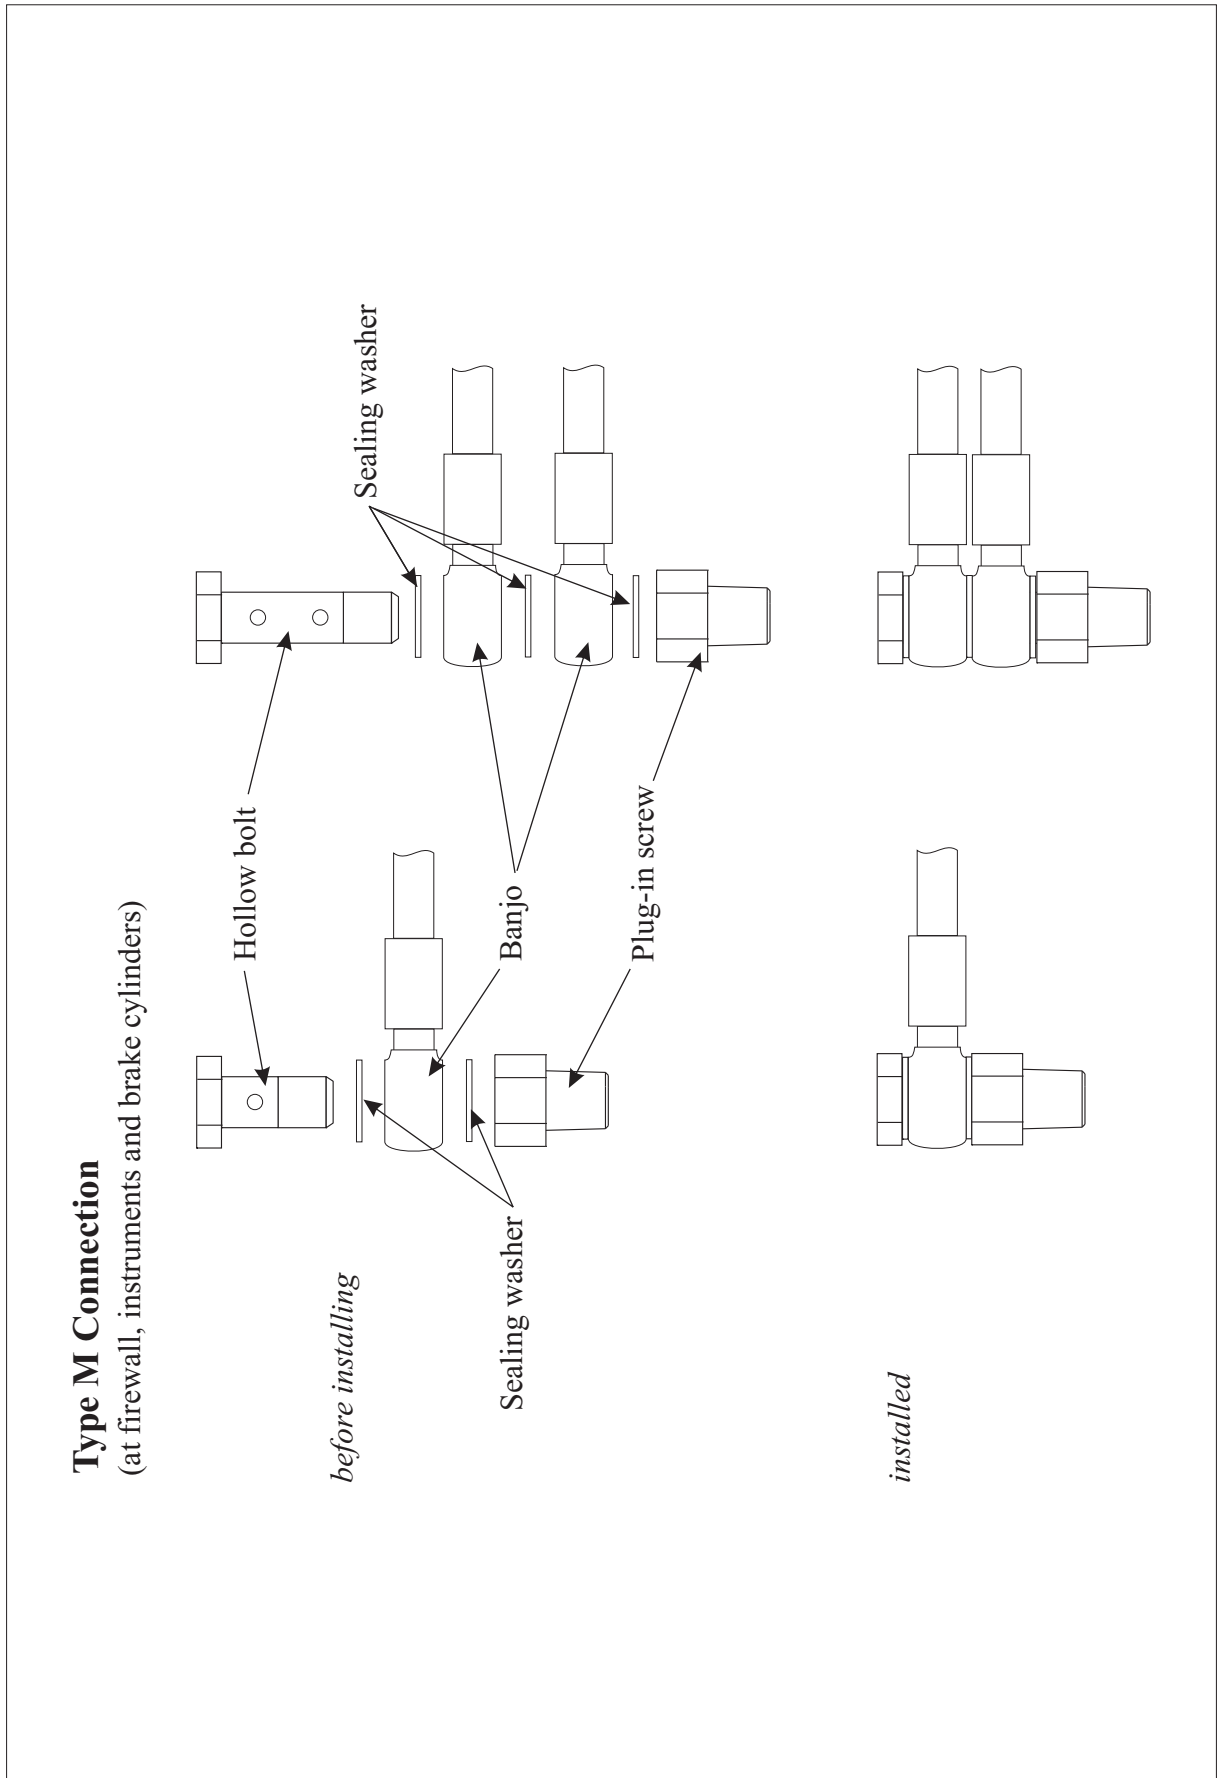 Type M Connection
(at firewall, instruments and brake cylinders)
Hollow bolt
before installing
Sealing washer
Banjo
Sealing washer
Plug-in screw
installed